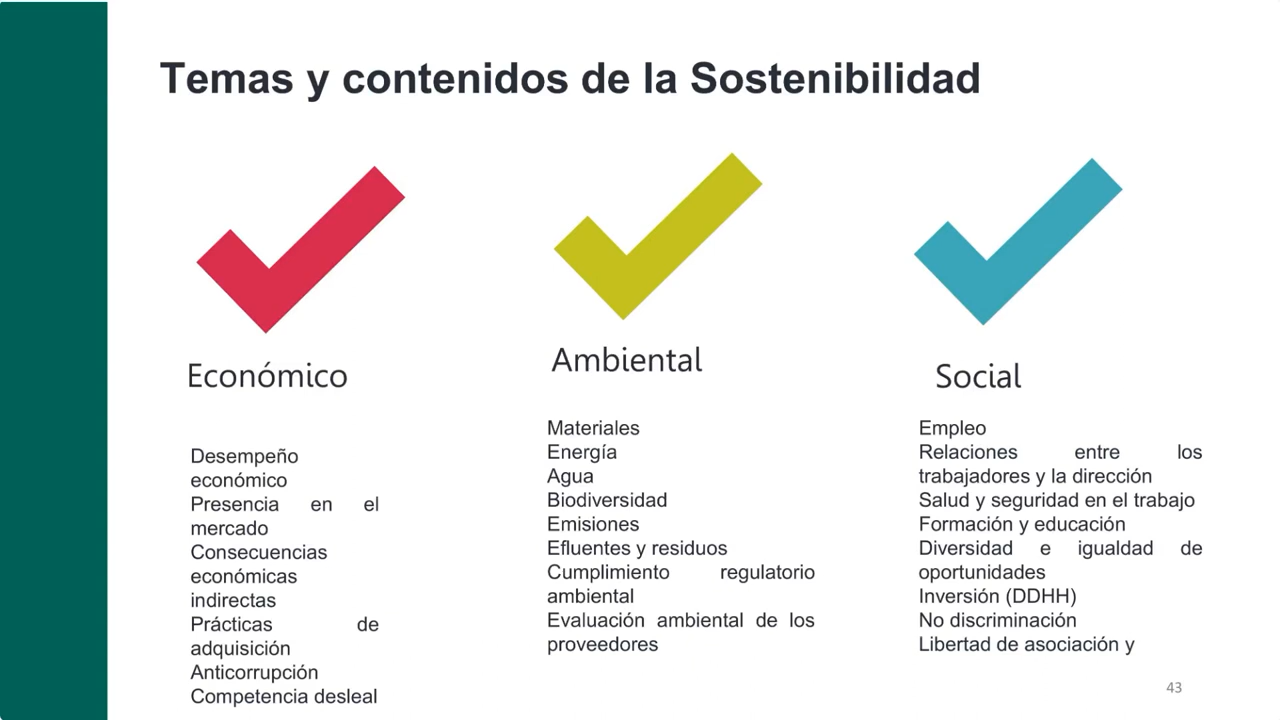 Temas y contenidos de la Sostenibilidad
Económico
Desempeño
económico
Presencia en el
mercado
Consecuencias
económicas
indirectas
Prácticas de
adquisición
Anticorrupción
Competencia desleal
Ambiental
Materiales
Energía
Agua
Biodiversidad
Emisiones
Efluentes y residuos
Cumplimiento regulatorio
ambiental
Evaluación ambiental de los
proveedores
Social
Empleo
Relaciones entre los
trabajadores y la dirección
Salud y seguridad en el trabajo
Formación y educación
Diversidad e igualdad de
oportunidades
Inversión (DDHH)
No discriminación
Libertad de asociación y
43